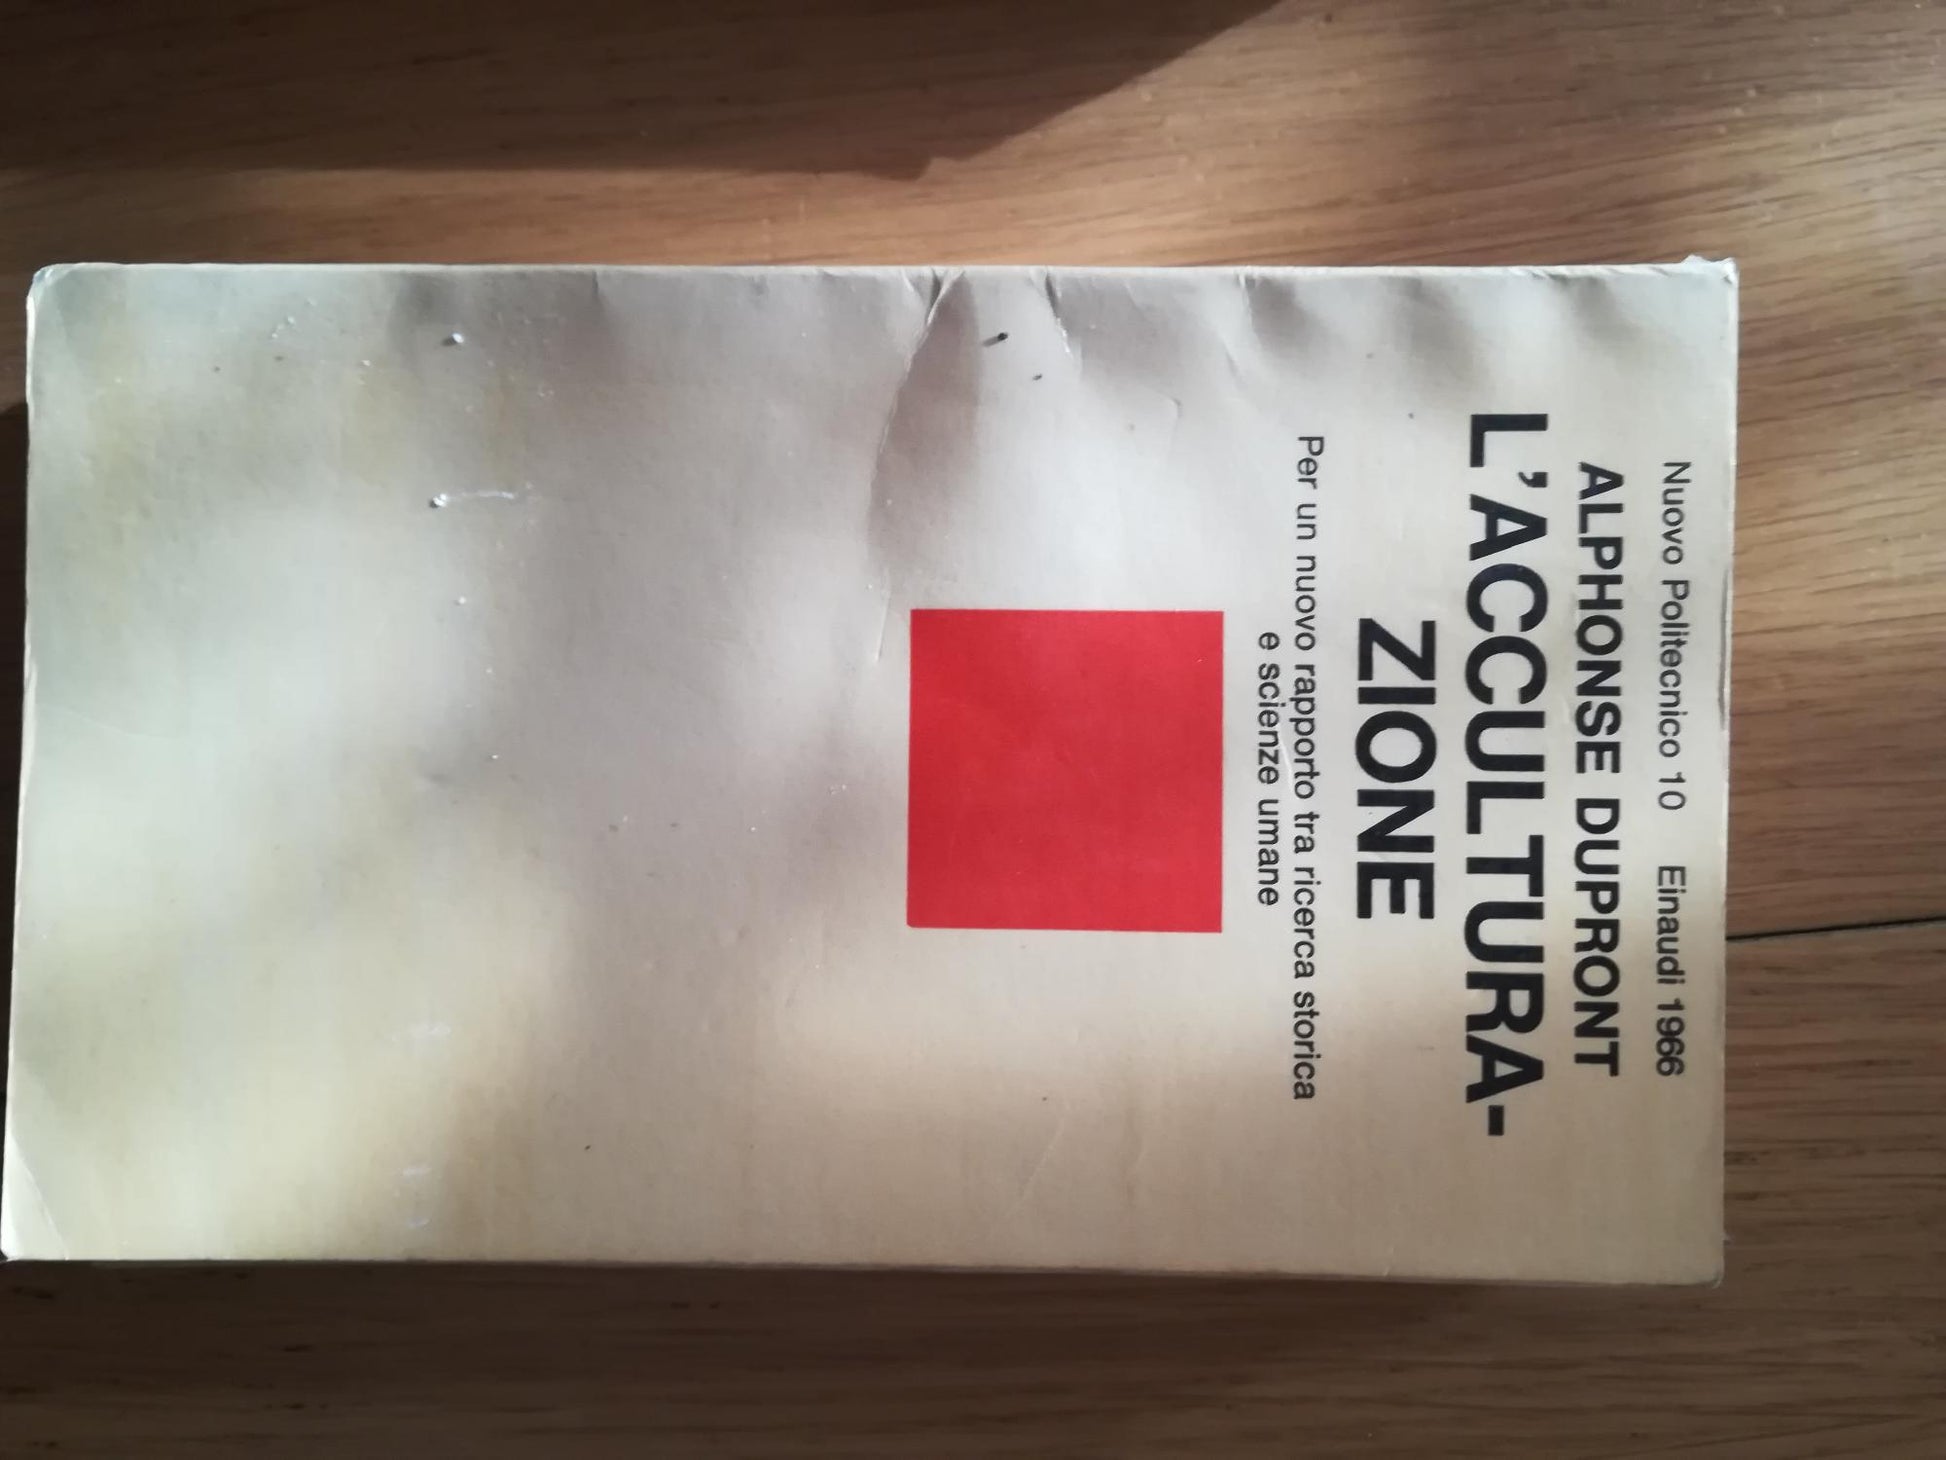 Nuovo Politecnico 10 Einaudi 1966
ALPHONSE DUPRONT
L'ACCULTURA-
ZIONE
Per un nuovo rapporto tra ricerca storica
e scienze umane